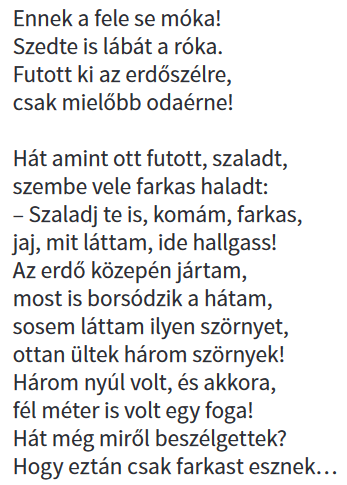 Ennek a fele se móka!
Szedte is lábát a róka.
Futott ki az erdőszélre,
csak mielőbb odaérne!

Hát amint ott futott, szaladt,
szembe vele farkas haladt:
– Szaladj te is, komám, farkas,
jaj, mit láttam, ide hallgass!
Az erdő közepén jártam,
most is borsódzik a hátam,
sosem láttam ilyen szörnyet,
ottan ültek három szörnyek!
Három nyúl volt, és akkora,
fél méter is volt egy foga!
Hát még miről beszélgettek?
Hogy eztán csak farkast esznek…